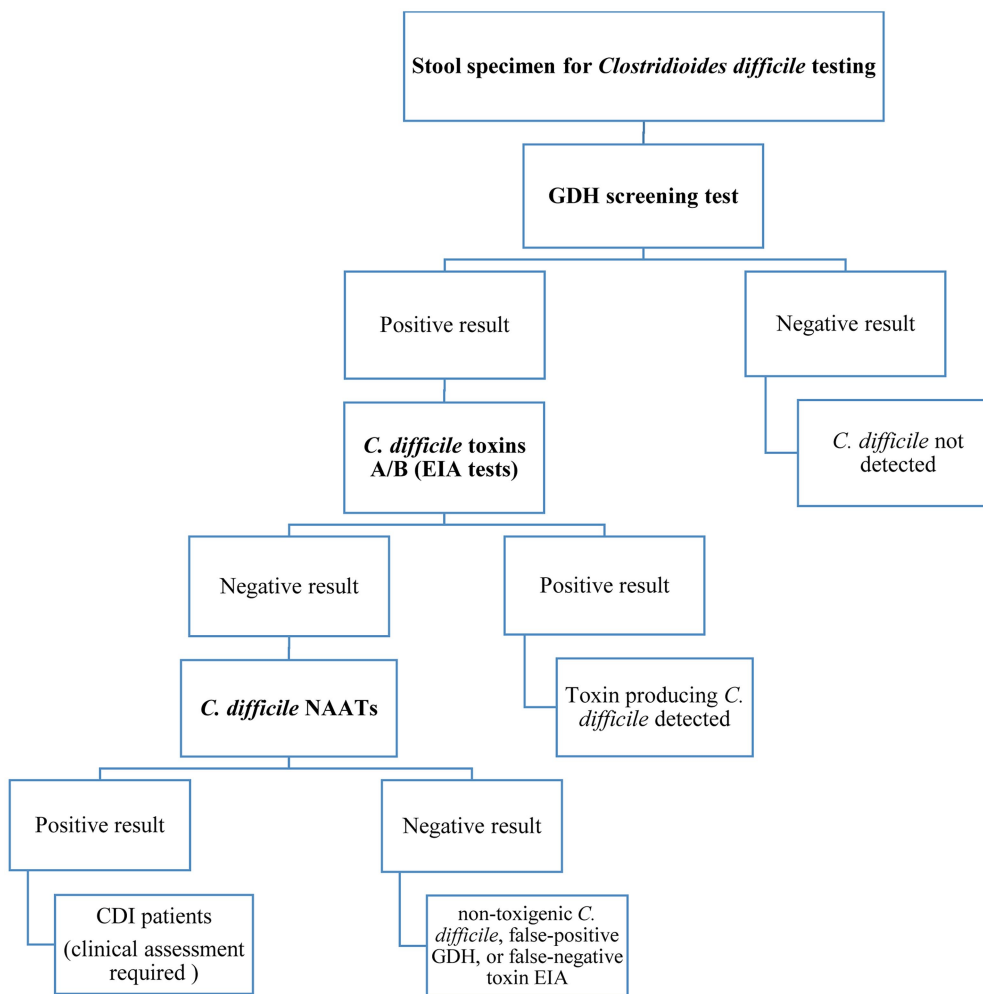 Stool specimen for Clostridioides difficile testing
GDH screening test
Positive result
Negative result
C. difficile toxins
A/B (EIA tests)
C. difficile not
detected
Negative result
Positive result
C. difficile NAATs
Toxin producing C.
difficile detected
Positive result
Negative result
CDI patients
(clinical assessment
required )
non-toxigenic C.
difficile, false-positive
GDH, or false-negative
toxin EIA